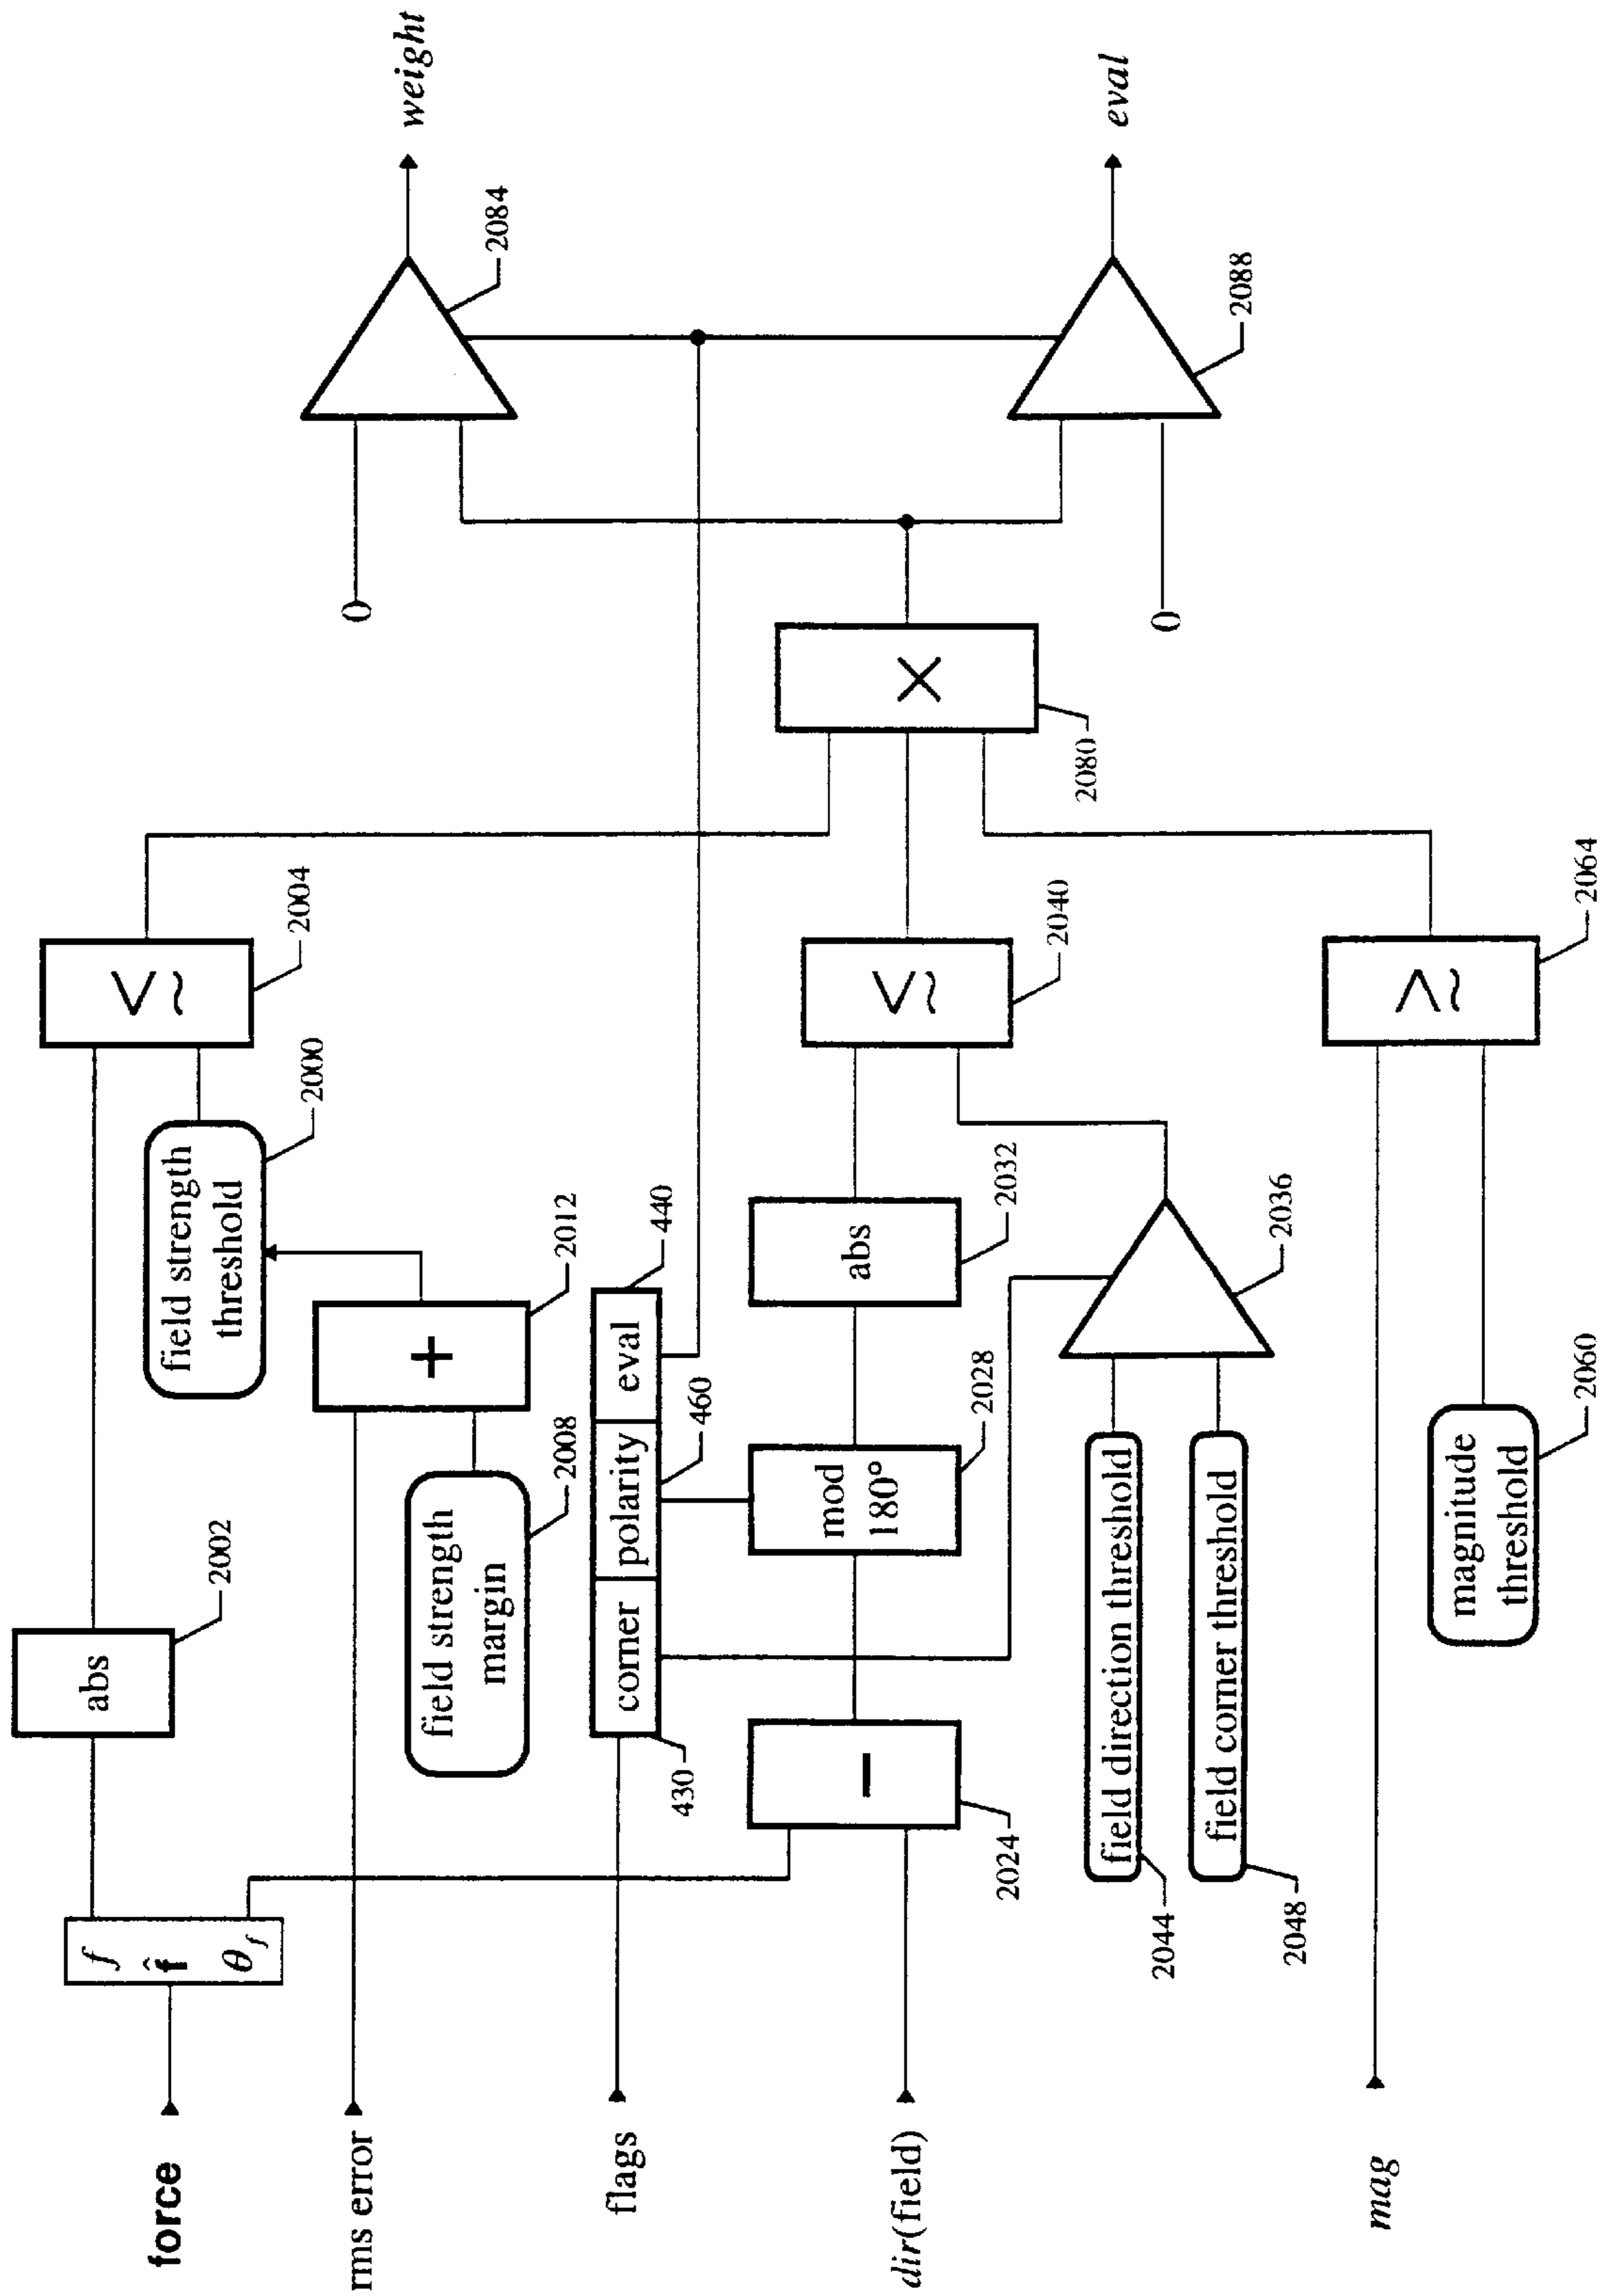 force
f
f̂
θf
abs
2002
≲
2004
field strength
threshold
2000
rms error
field strength
margin
2008
+
2012
flags
corner
polarity
eval
430
460
440
dir(field)
−
2024
mod
180°
2028
abs
2032
≲
2040
field direction threshold
2044
field corner threshold
2048
2036
mag
magnitude
threshold
2060
≳
2064
×
2080
0
2084
weight
0
2088
eval